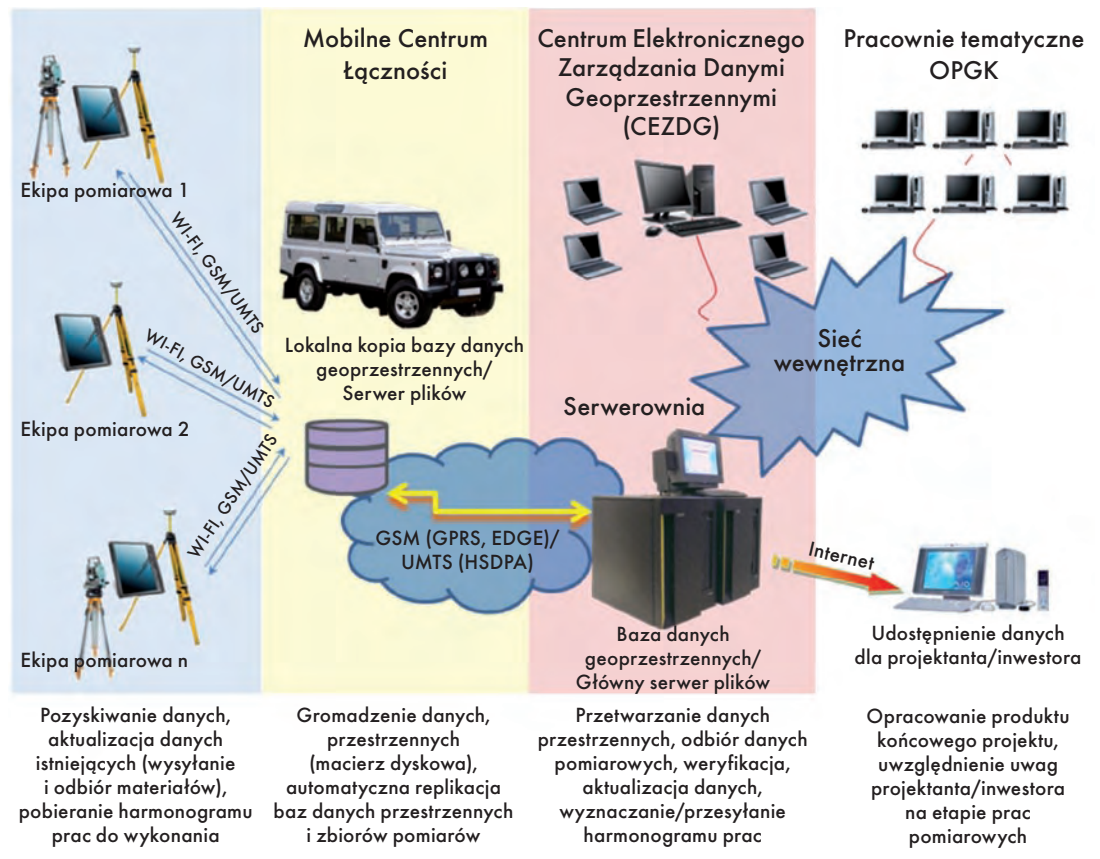 Mobilne Centrum
Łączności
Centrum Elektronicznego
Zarządzania Danymi
Geoprzestrzennymi
(CEZDG)
Pracownie tematyczne
OPGK
Ekipa pomiarowa 1
WI-FI, GSM/UMTS
Ekipa pomiarowa 2
WI-FI, GSM/UMTS
Ekipa pomiarowa n
WI-FI, GSM/UMTS
Lokalna kopia bazy danych
geoprzestrzennych/
Serwer plików
GSM (GPRS, EDGE)/
UMTS (HSDPA)
Serwerownia
Baza danych
geoprzestrzennych/
Główny serwer plików
Sieć
wewnętrzna
Internet
Udostępnienie danych
dla projektanta/inwestora
Pozyskiwanie danych,
aktualizacja danych
istniejących (wysyłanie
i odbiór materiałów),
pobieranie harmonogramu
prac do wykonania
Gromadzenie danych,
przestrzennych
(macierz dyskowa),
automatyczna replikacja
baz danych przestrzennych
i zbiorów pomiarów
Przetwarzanie danych
przestrzennych, odbiór danych
pomiarowych, weryfikacja,
aktualizacja danych,
wyznaczanie/przesyłanie
harmonogramu prac
Opracowanie produktu
końcowego projektu,
uwzględnienie uwag
projektanta/inwestora
na etapie prac
pomiarowych